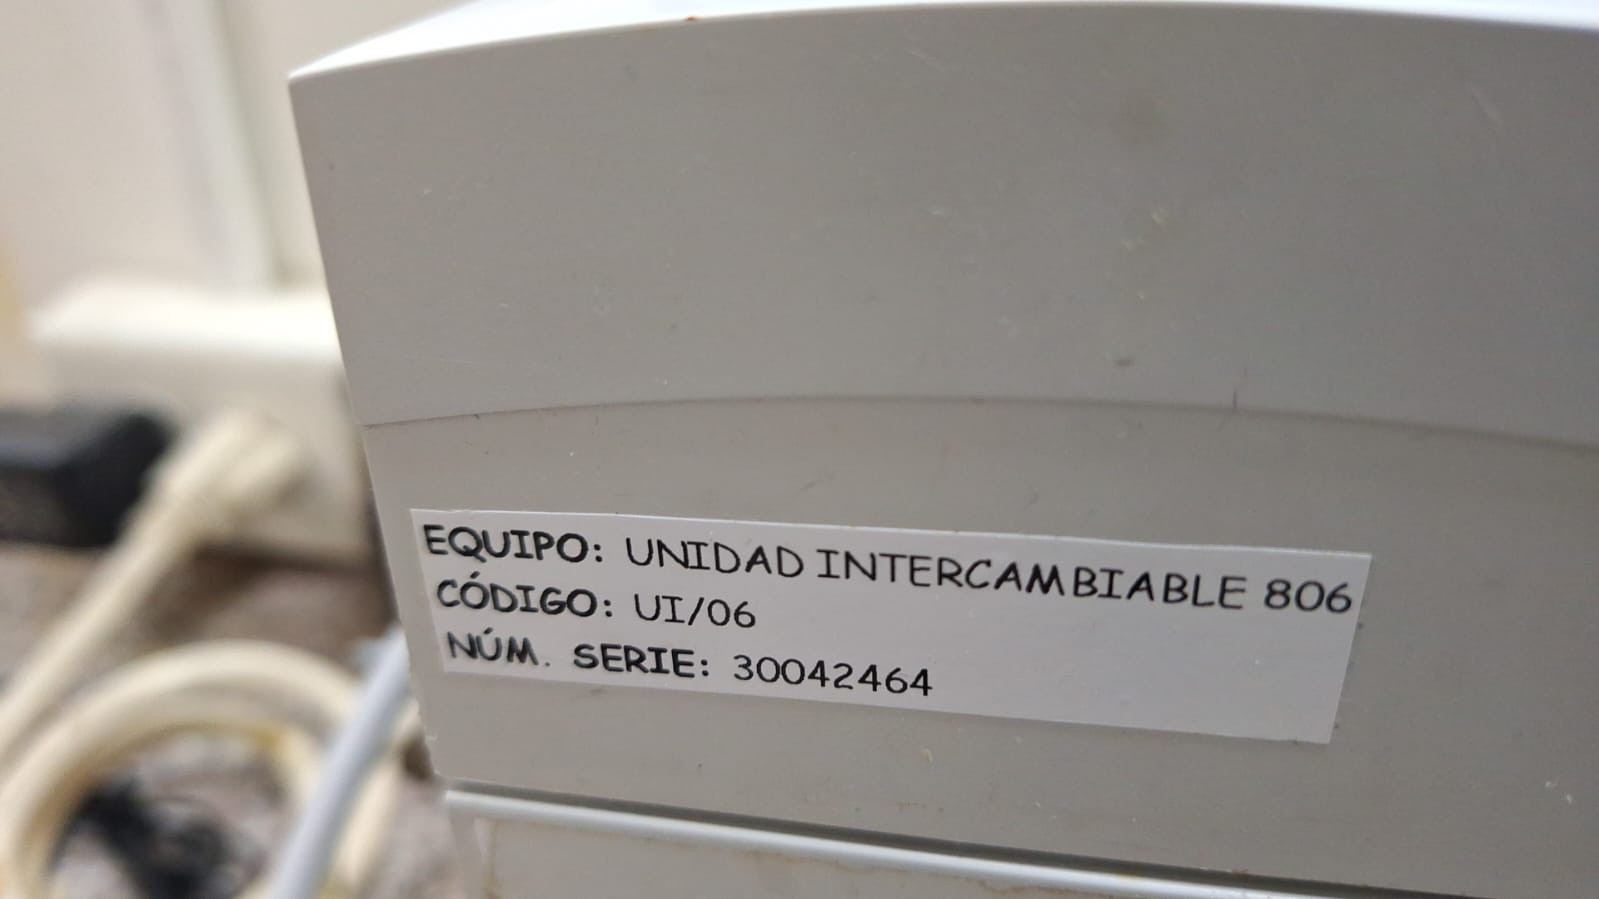 EQUIPO: UNIDAD INTERCAMBIABLE 806
CÓDIGO: UI/06
NÚM. SERIE: 30042464